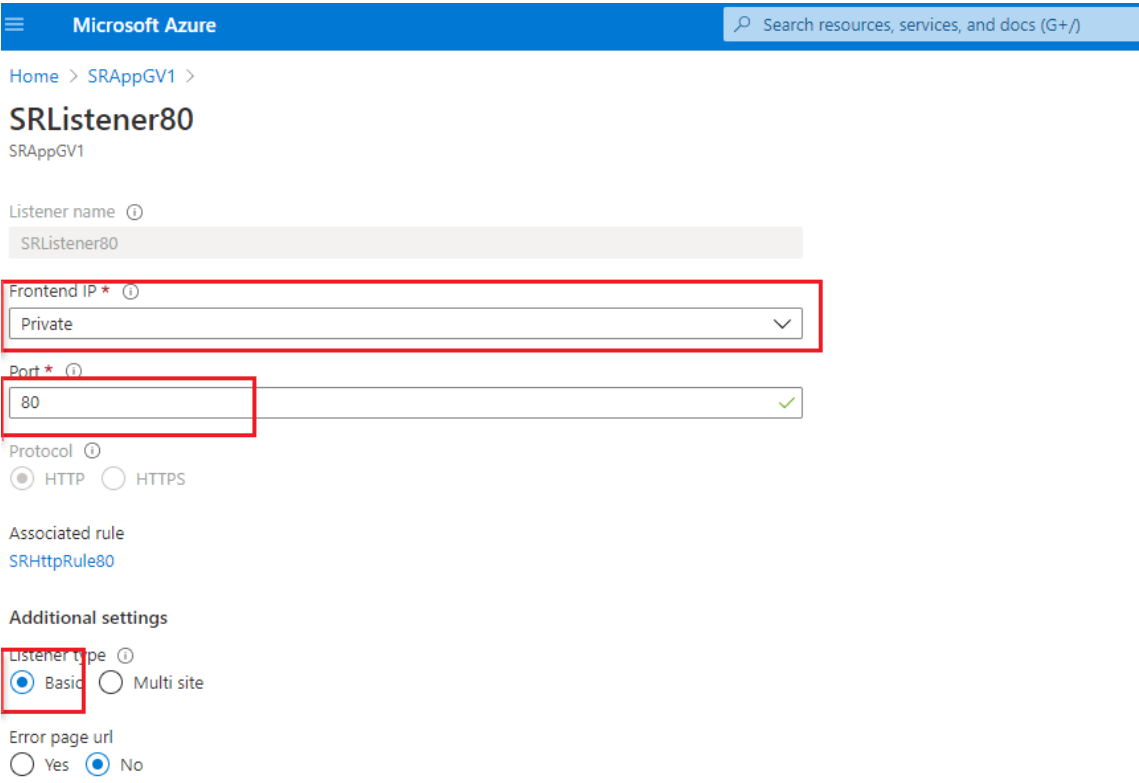 Microsoft Azure
Search resources, services, and docs (G+/)
Home > SRAppGV1 >
SRListener80
SRAppGV1
Listener name
SRListener80
Frontend IP *
Private
Port *
80
Protocol
HTTP HTTPS
Associated rule
SRHttpRule80
Additional settings
Listener type
Basic Multi site
Error page url
Yes No